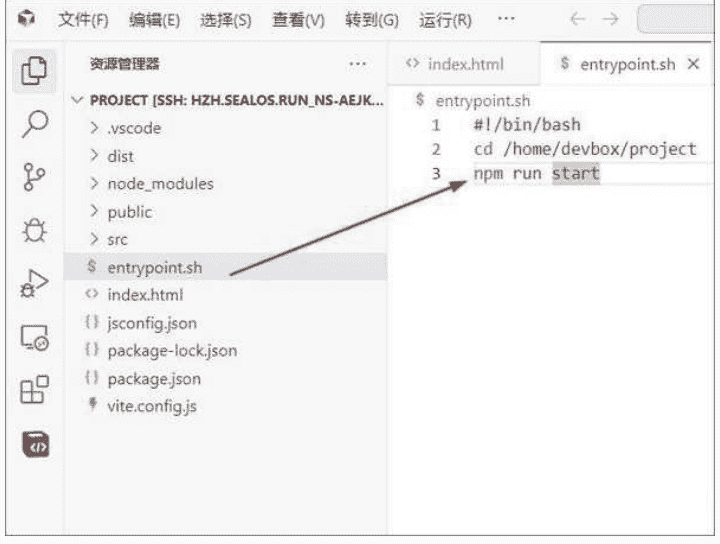 文件(F) 编辑(E) 选择(S) 查看(V) 转到(G) 运行(R) ···
资源管理器 ···
index.html
$ entrypoint.sh ×
PROJECT [SSH: HZH.SEALOS.RUN_NS-AEJK...
.vscode
dist
node_modules
public
src
$ entrypoint.sh
<> index.html
{} jsconfig.json
{} package-lock.json
{} package.json
vite.config.js
$ entrypoint.sh
1 #!/bin/bash
2 cd /home/devbox/project
3 npm run start